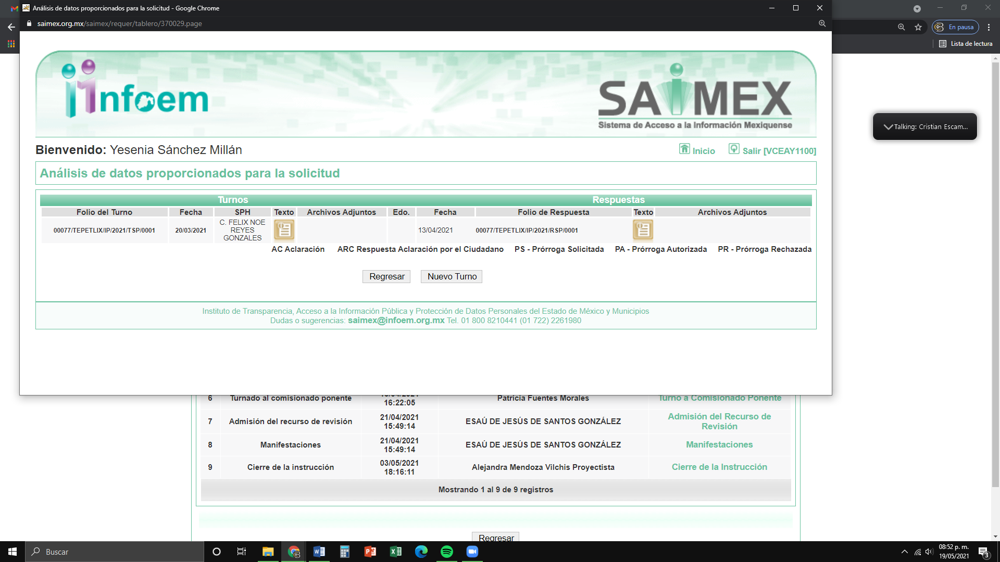 Análisis de datos proporcionados para la solicitud - Google Chrome
saimex.org.mx/saimex/requer/tablero/370029.page
En pausa
Lista de lectura
infoem
SAIMEX
Sistema de Acceso a la Información Mexiquense
Talking: Cristian Escam...
Bienvenido: Yesenia Sánchez Millán
Inicio
Salir [VCEAY1100]
Análisis de datos proporcionados para la solicitud
Turnos Respuestas
Folio del Turno Fecha SPH Texto Archivos Adjuntos Edo. Fecha Folio de Respuesta Texto Archivos Adjuntos
00077/TEPETLIX/IP/2021/TSP/0001 20/03/2021 C. FELIX NOE REYES GONZALES 13/04/2021 00077/TEPETLIX/IP/2021/RSP/0001
AC Aclaración ARC Respuesta Aclaración por el Ciudadano PS - Prórroga Solicitada PA - Prórroga Autorizada PR - Prórroga Rechazada
Regresar Nuevo Turno
Instituto de Transparencia, Acceso a la Información Pública y Protección de Datos Personales del Estado de México y Municipios
Dudas o sugerencias: saimex@infoem.org.mx Tel. 01 800 8210441 (01 722) 2261980
6 Turnado al comisionado ponente 16:22:05 Patricia Fuentes Morales Turno a Comisionado Ponente
7 Admisión del recurso de revisión 21/04/2021 15:49:14 ESAÚ DE JESÚS DE SANTOS GONZÁLEZ Admisión del Recurso de Revisión
8 Manifestaciones 21/04/2021 15:49:14 ESAÚ DE JESÚS DE SANTOS GONZÁLEZ Manifestaciones
9 Cierre de la instrucción 03/05/2021 18:16:11 Alejandra Mendoza Vilchis Proyectista Cierre de la Instrucción
Mostrando 1 al 9 de 9 registros
Regresar
Buscar
08:52 p. m.
19/05/2021
3